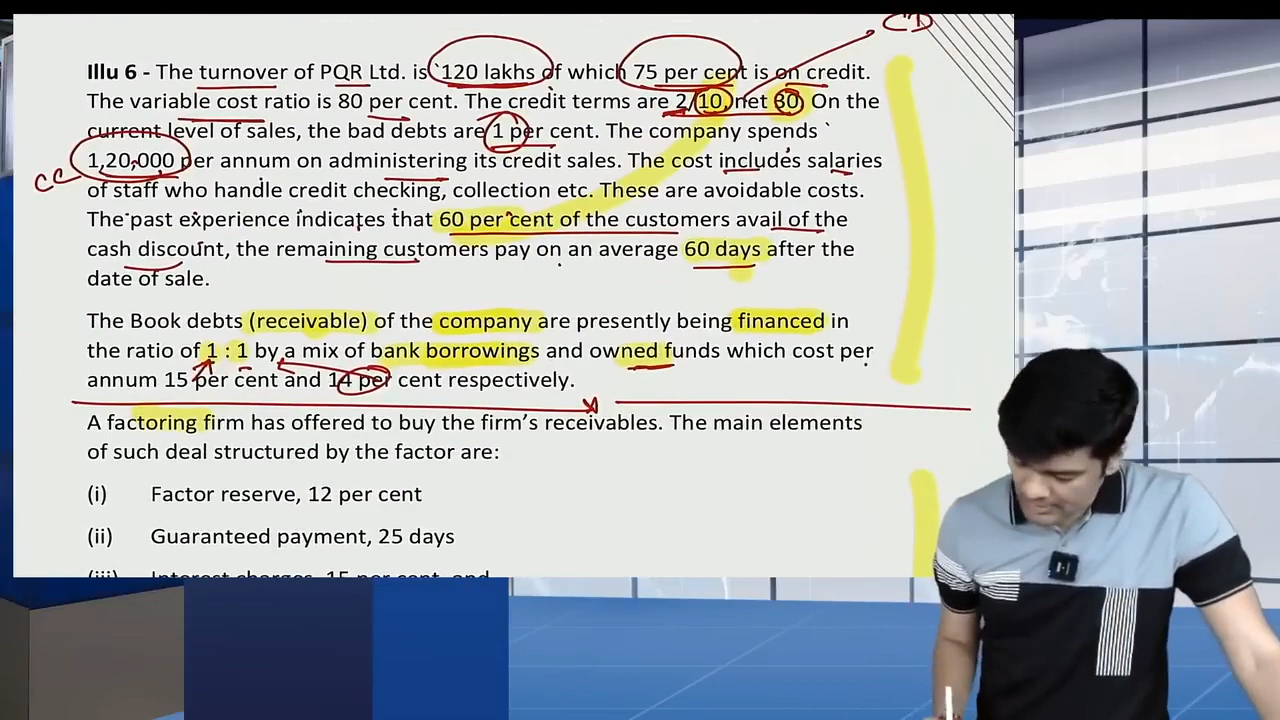 CD
Illu 6 - The turnover of PQR Ltd. is `120 lakhs of which 75 per cent is on credit.
The variable cost ratio is 80 per cent. The credit terms are 2/10, net 30. On the
current level of sales, the bad debts are 1 per cent. The company spends `
1,20,000 per annum on administering its credit sales. The cost includes salaries
CC
of staff who handle credit checking, collection etc. These are avoidable costs.
The past experience indicates that 60 per cent of the customers avail of the
cash discount, the remaining customers pay on an average 60 days after the
date of sale.
The Book debts (receivable) of the company are presently being financed in
the ratio of 1 : 1 by a mix of bank borrowings and owned funds which cost per
annum 15 per cent and 14 per cent respectively.
A factoring firm has offered to buy the firm’s receivables. The main elements
of such deal structured by the factor are:
(i) Factor reserve, 12 per cent
(ii) Guaranteed payment, 25 days
(iii) Interest charges, 15 per cent, and